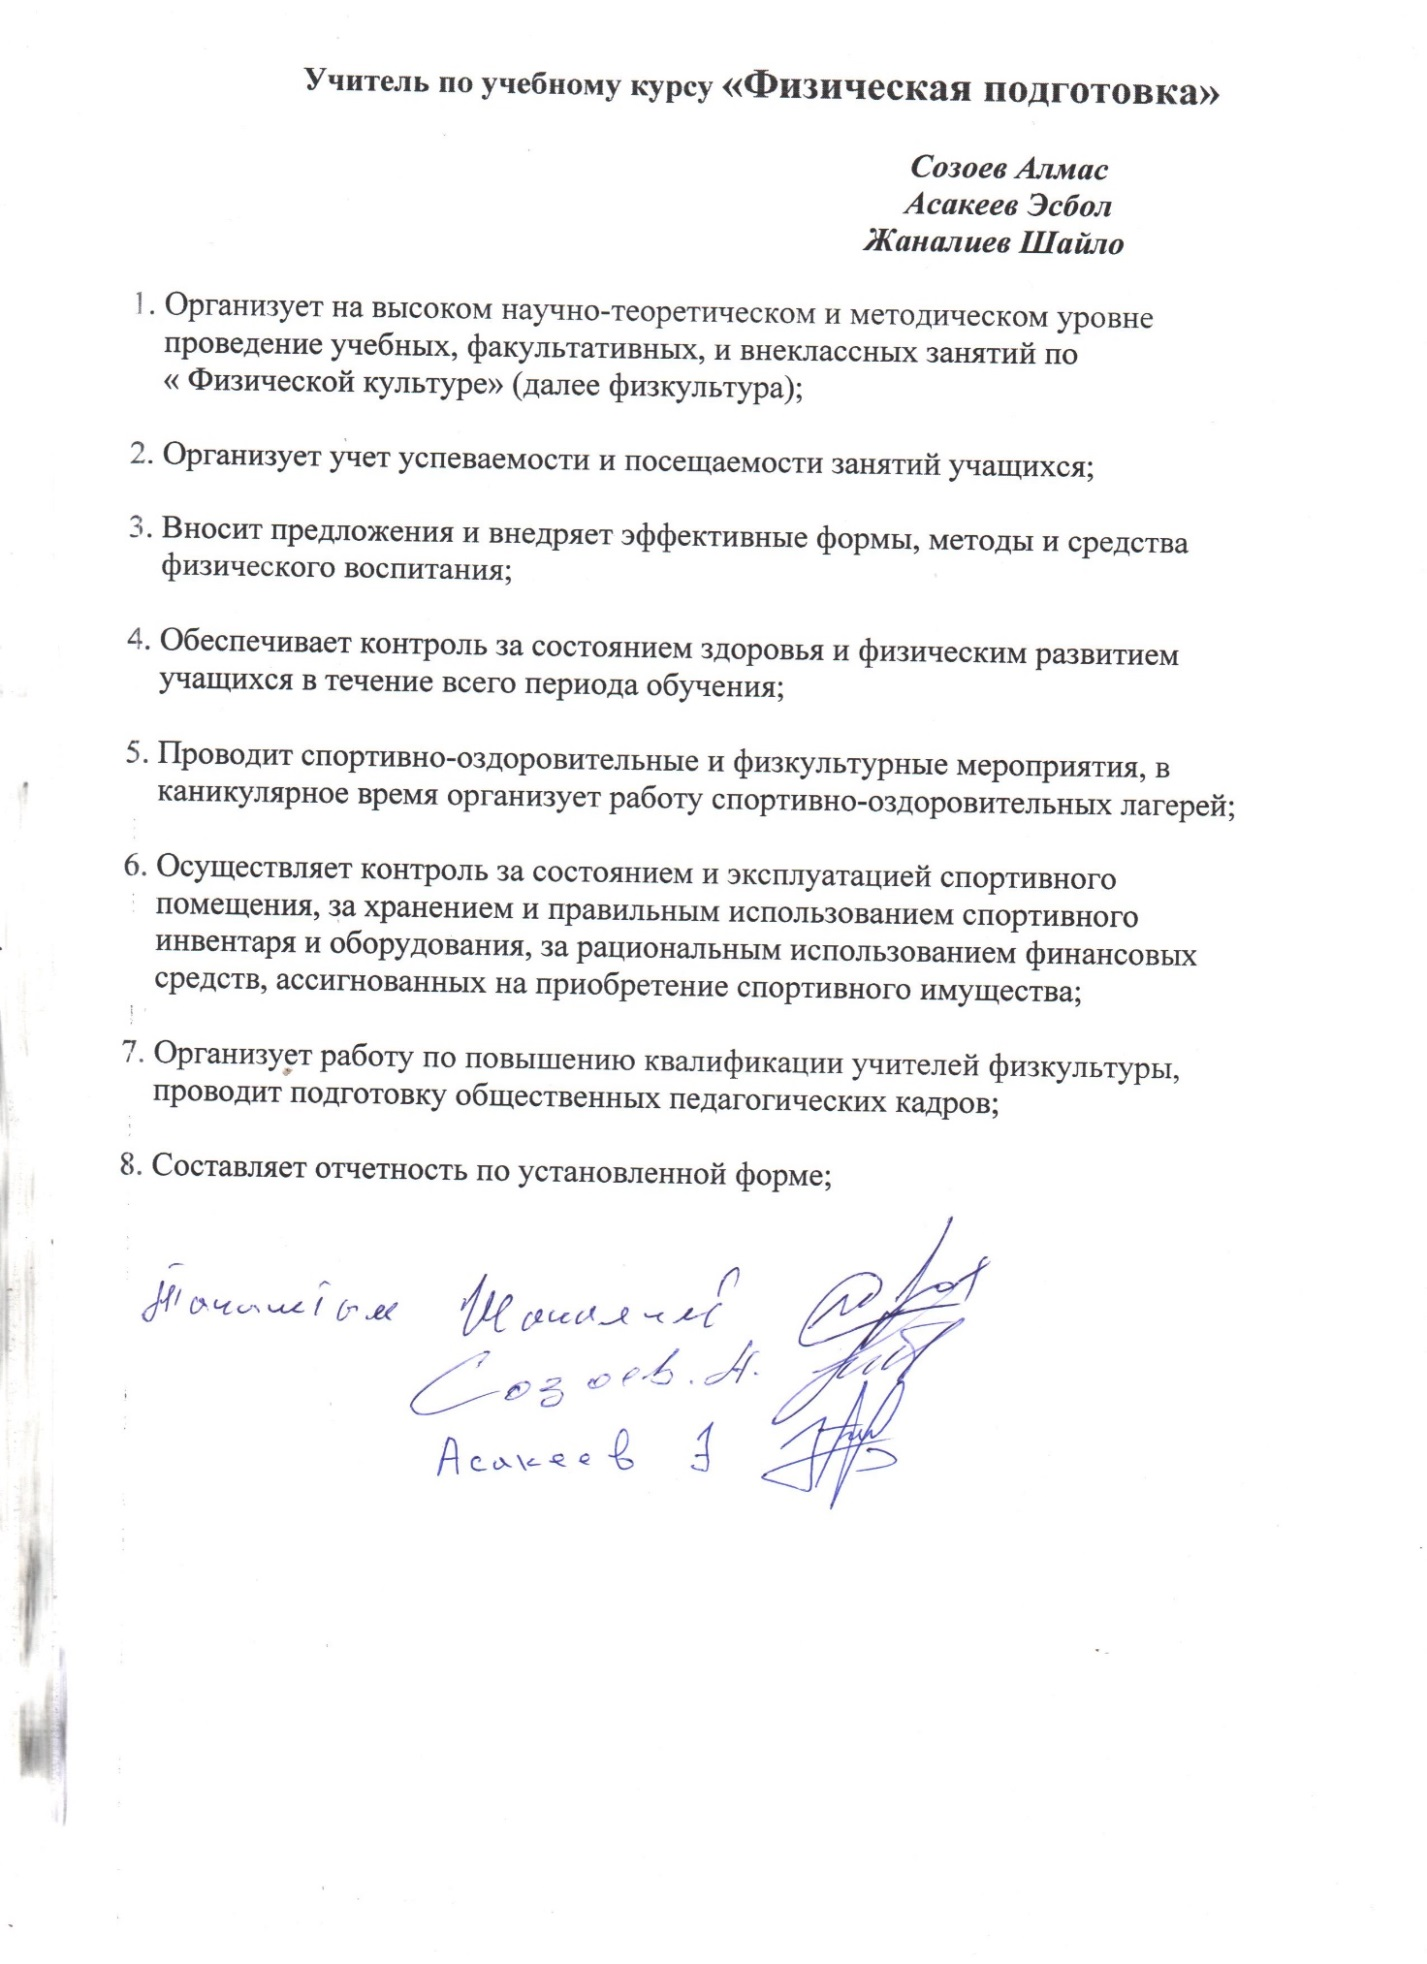 Учитель по учебному курсу «Физическая подготовка»
Созоев Алмас
Асакеев Эсбол
Жаналиев Шайло
1. Организует на высоком научно-теоретическом и методическом уровне
проведение учебных, факультативных, и внеклассных занятий по
« Физической культуре» (далее физкультура);
2. Организует учет успеваемости и посещаемости занятий учащихся;
3. Вносит предложения и внедряет эффективные формы, методы и средства
физического воспитания;
4. Обеспечивает контроль за состоянием здоровья и физическим развитием
учащихся в течение всего периода обучения;
5. Проводит спортивно-оздоровительные и физкультурные мероприятия, в
каникулярное время организует работу спортивно-оздоровительных лагерей;
6. Осуществляет контроль за состоянием и эксплуатацией спортивного
помещения, за хранением и правильным использованием спортивного
инвентаря и оборудования, за рациональным использованием финансовых
средств, ассигнованных на приобретение спортивного имущества;
7. Организует работу по повышению квалификации учителей физкультуры,
проводит подготовку общественных педагогических кадров;
8. Составляет отчетность по установленной форме;
Созоев. А.
Асакеев Э